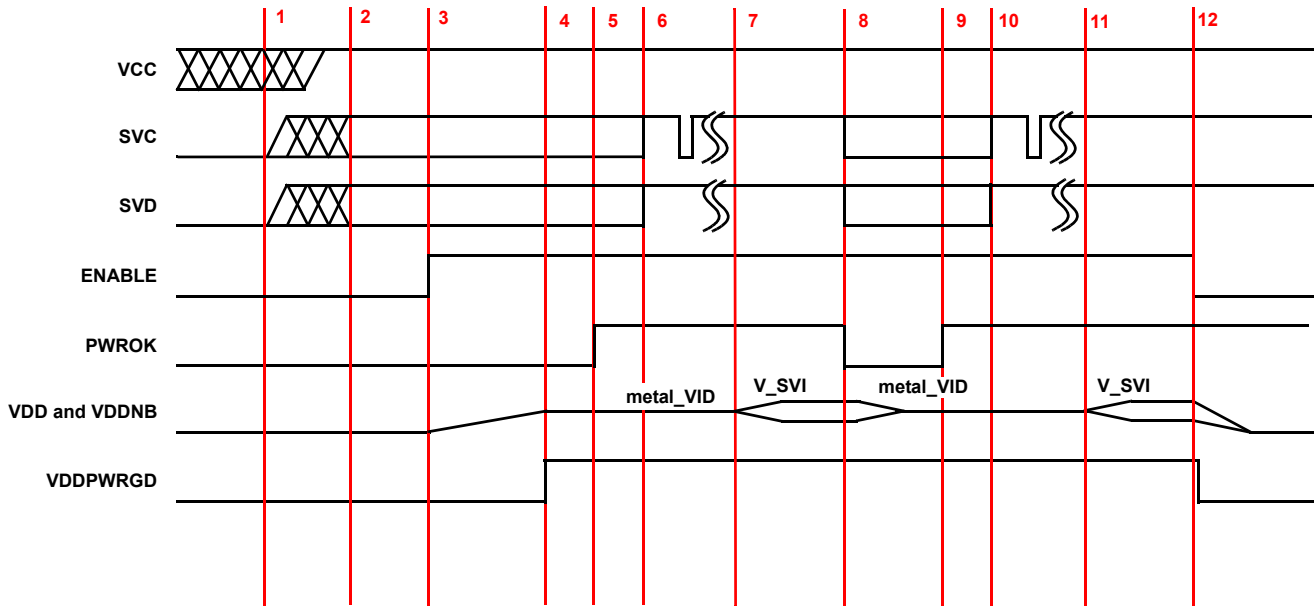 1 2 3 4 5 6 7 8 9 10 11 12
VCC
SVC
SVD
ENABLE
PWROK
metal_VID V_SVI metal_VID V_SVI
VDD and VDDNB
VDDPWRGD